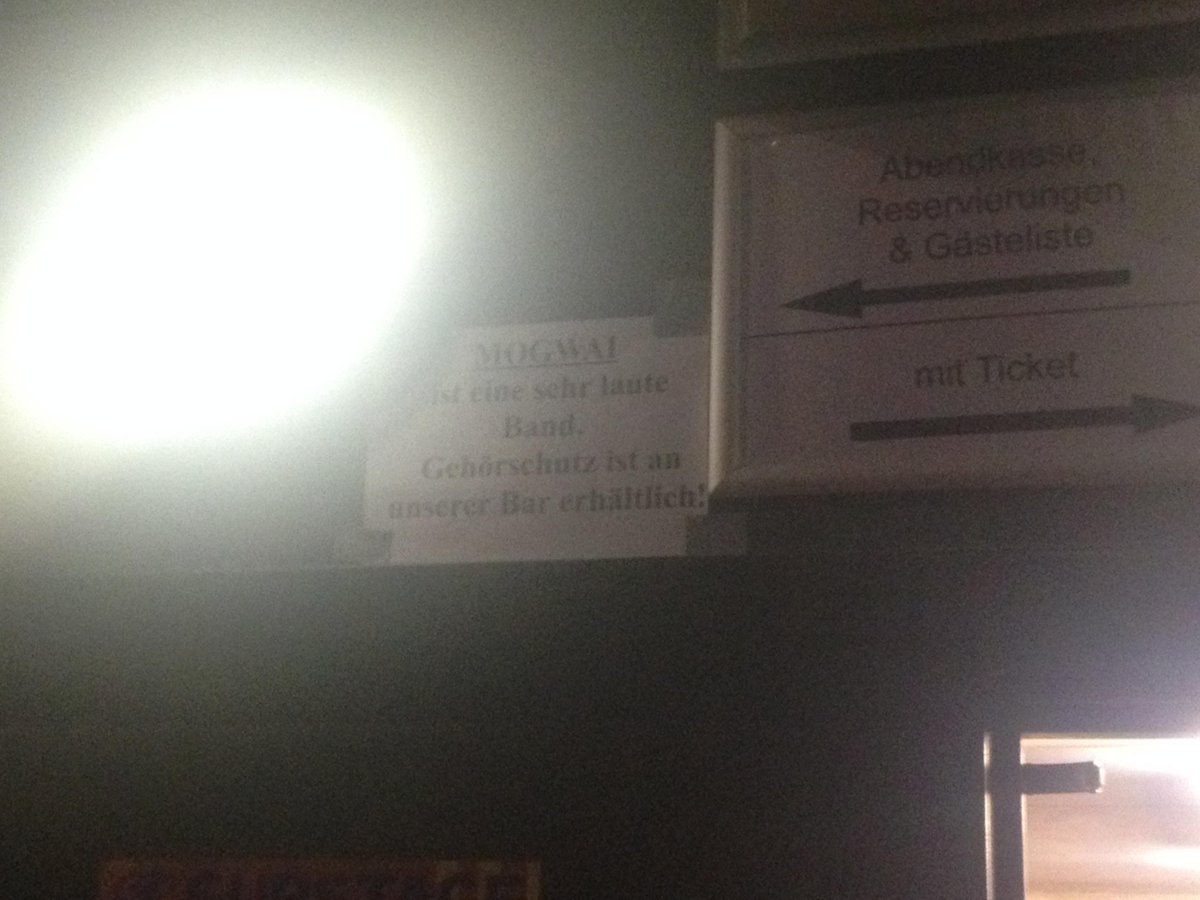 MOGWAI
ist eine sehr laute
Band.
Gehörschutz ist an
unserer Bar erhältlich!
Abendkasse,
Reservierungen
& Gästeliste
mit Ticket